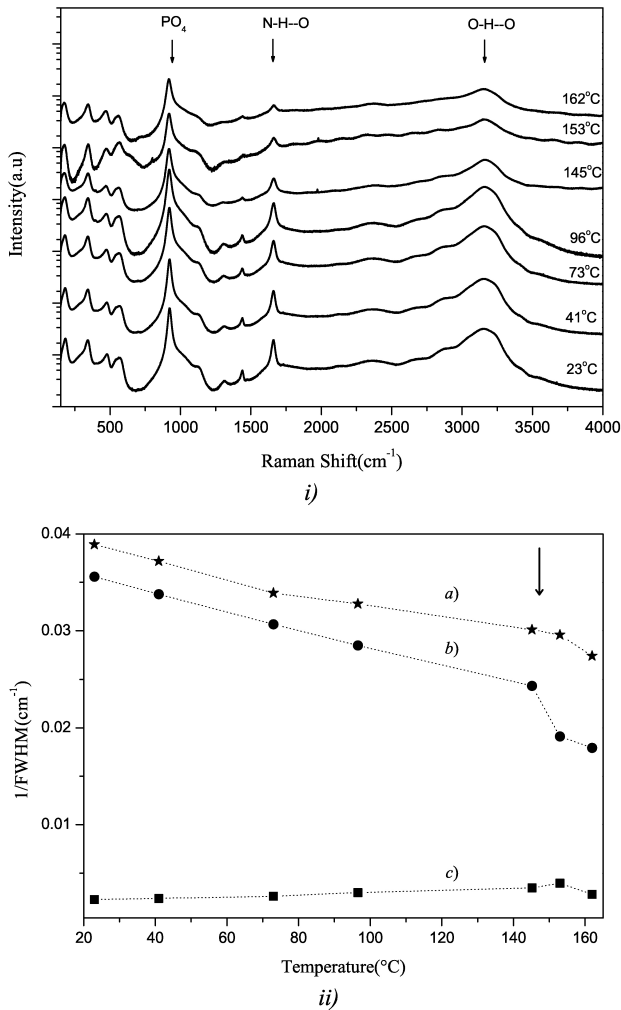 PO4 N-H--O O-H--O
162°C
153°C
145°C
96°C
73°C
41°C
23°C
Intensity(a.u)
500 1000 1500 2000 2500 3000 3500 4000
Raman Shift(cm-1)
i)
0.04
0.03
0.02
0.01
a)
b)
c)
1/FWHM(cm-1)
20 40 60 80 100 120 140 160
Temperature(°C)
ii)